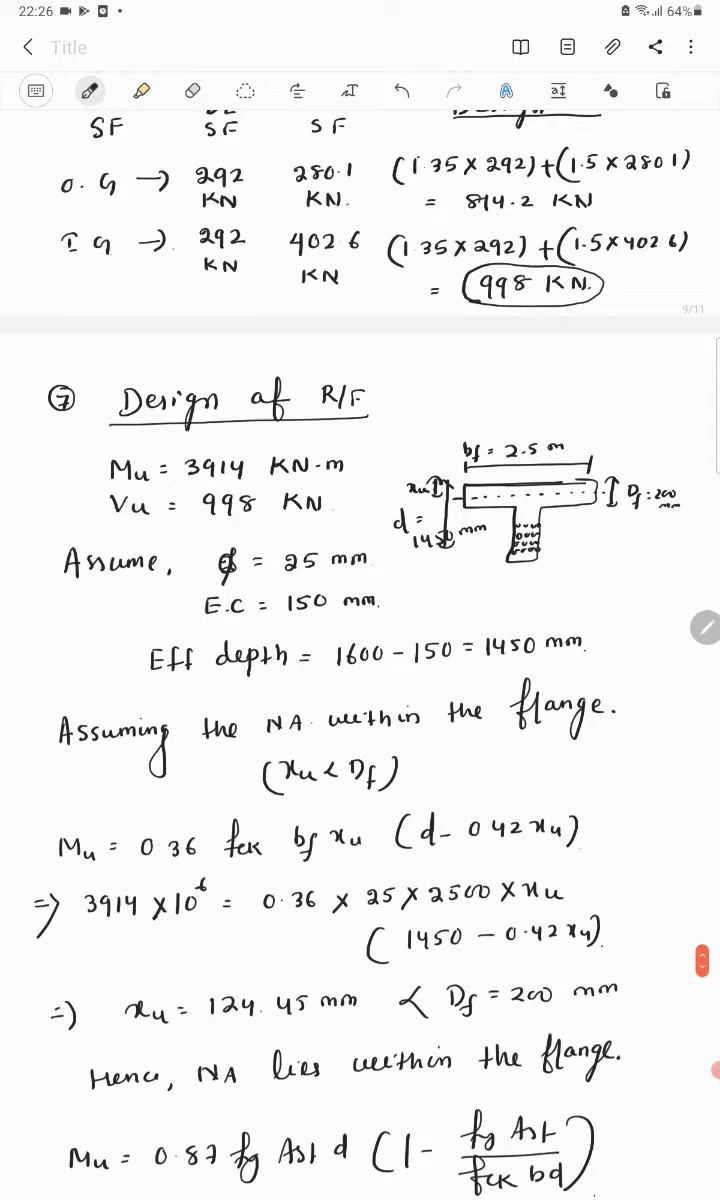 22:26
64%
Title
SF SF SF
O.G → 292 KN 280.1 KN. (1.35 × 292) + (1.5 × 280 1)
= 814.2 KN
I G → 292 KN 402 6 KN (1.35 × 292) + (1.5 × 402 6)
= 998 KN.
9/11
⑦ Design of R/F
Mu = 3914 KN-m
Vu = 998 KN
bf = 2.5 m
xu
Df = 200 mm
d = 1450 mm
Assume, ϕ = 25 mm
E.C = 150 mm.
Eff depth = 1600 - 150 = 1450 mm.
Assuming the NA within the flange.
(xu < Df)
Mu = 0 36 fck bf xu (d - 0 42 xu)
=> 3914 × 10⁶ = 0.36 × 25 × 2500 × xu
(1450 - 0.42 xu)
=) xu = 124.45 mm < Df = 200 mm
Hence, NA lies within the flange.
Mu = 0.87 fy Ast d (1 - fy Ast / fck bd)